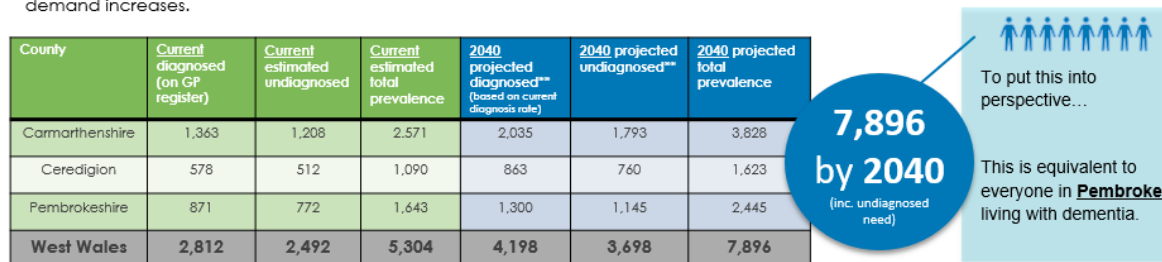 demand increases.
County
Current
diagnosed
(on GP
register)
Current
estimated
undiagnosed
Current
estimated
total
prevalence
2040
projected
diagnosed**
(based on current
diagnosis rate)
2040 projected
undiagnosed**
2040 projected
total
prevalence
Carmarthenshire 1,363 1,208 2.571 2,035 1,793 3,828
Ceredigion 578 512 1,090 863 760 1,623
Pembrokeshire 871 772 1,643 1,300 1,145 2,445
West Wales 2,812 2,492 5,304 4,198 3,698 7,896
7,896
by 2040
(inc. undiagnosed
need)
To put this into
perspective…
This is equivalent to
everyone in Pembroke
living with dementia.